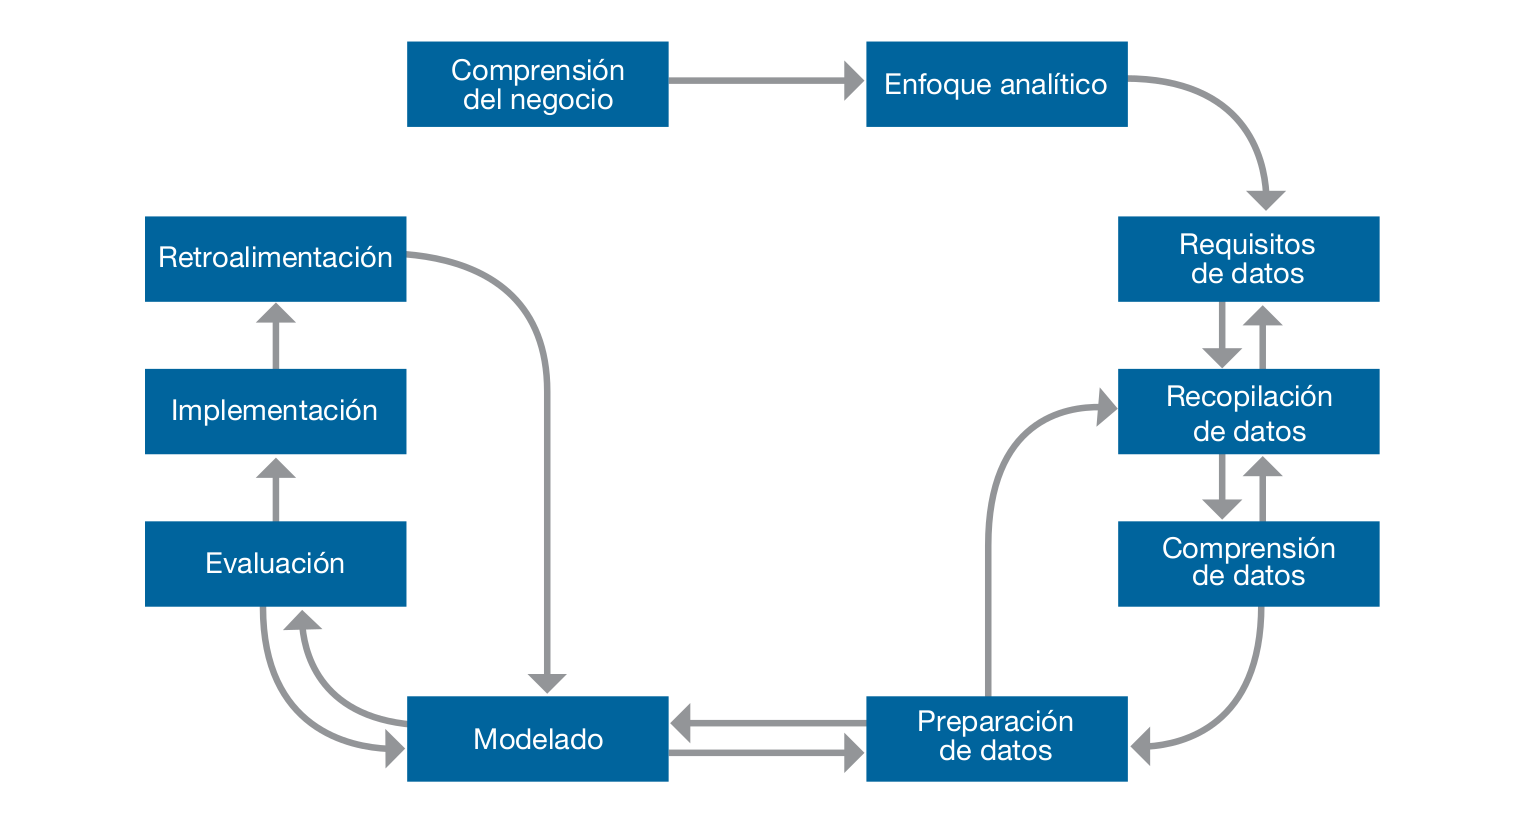 Comprensión
del negocio
Enfoque analítico
Requisitos
de datos
Retroalimentación
Recopilación
de datos
Implementación
Comprensión
de datos
Evaluación
Preparación
de datos
Modelado